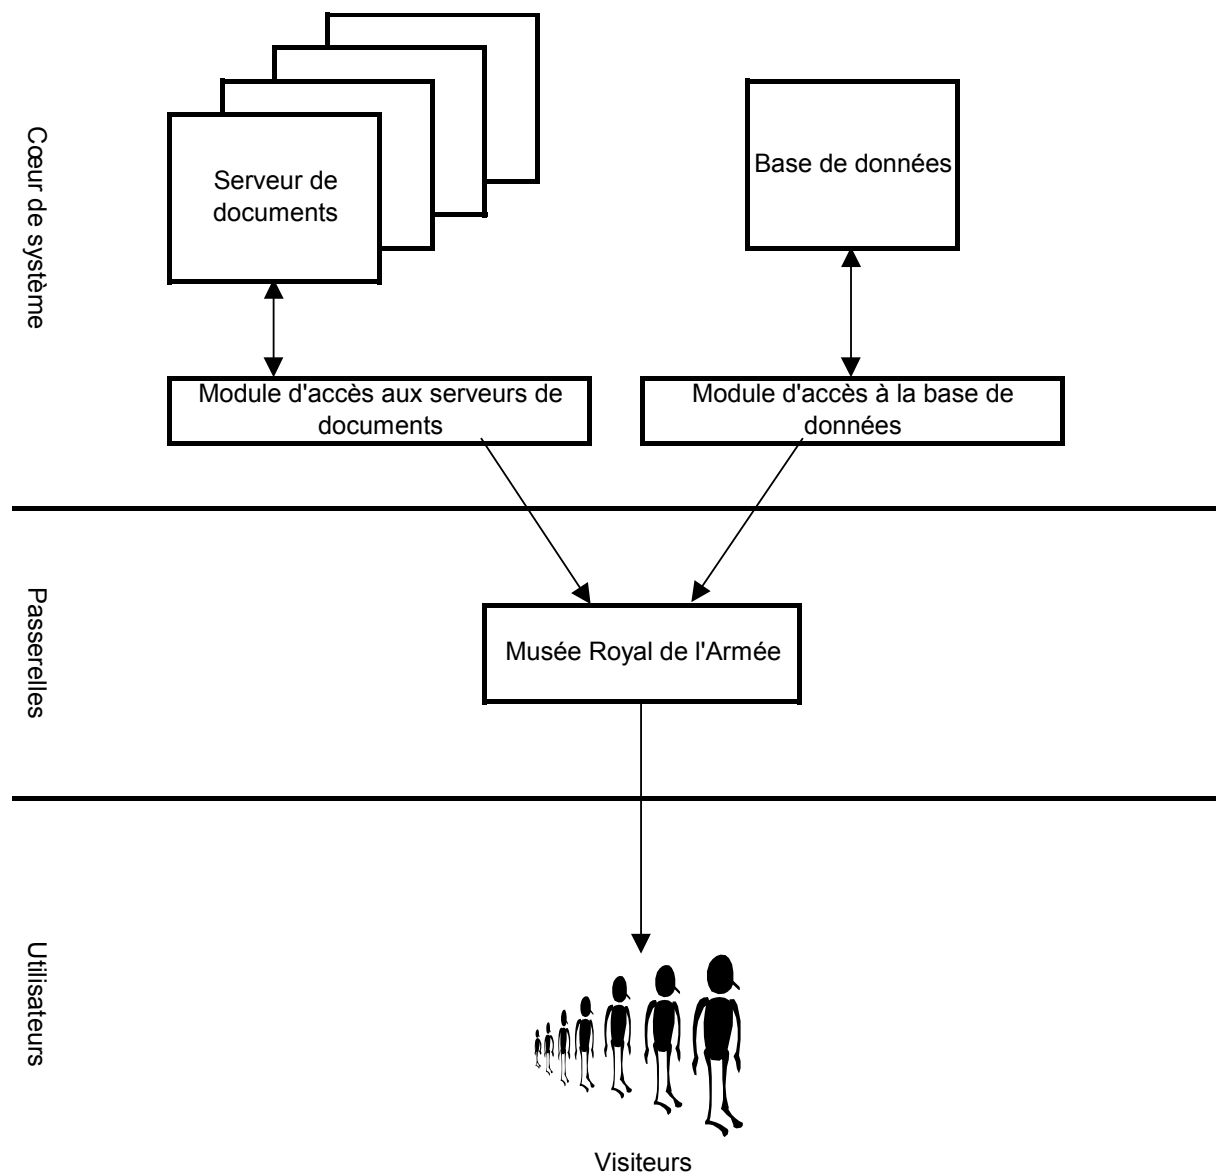 Cœur de système
Serveur de
documents
Base de données
Module d'accès aux serveurs de
documents
Module d'accès à la base de
données
Passerelles
Musée Royal de l'Armée
Utilisateurs
Visiteurs